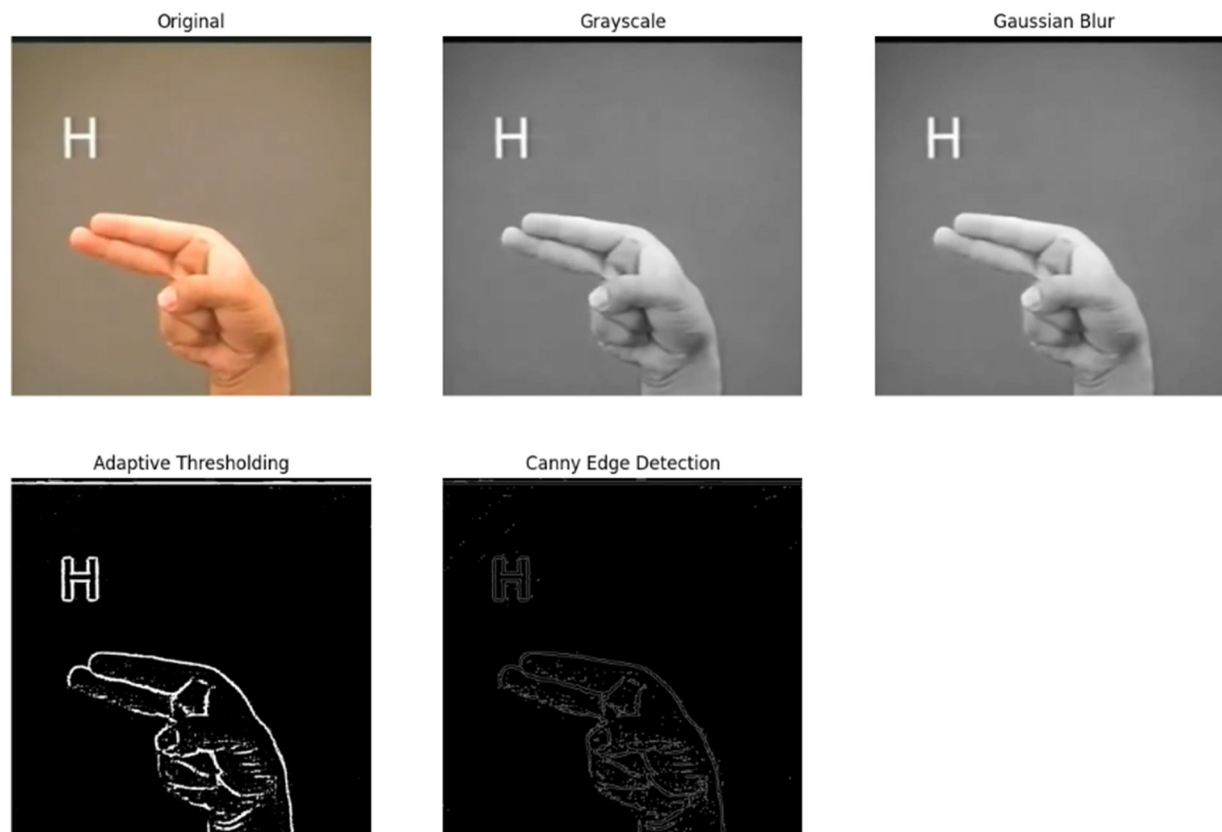 Original
Grayscale
Gaussian Blur
H
H
H
Adaptive Thresholding
Canny Edge Detection
H
H